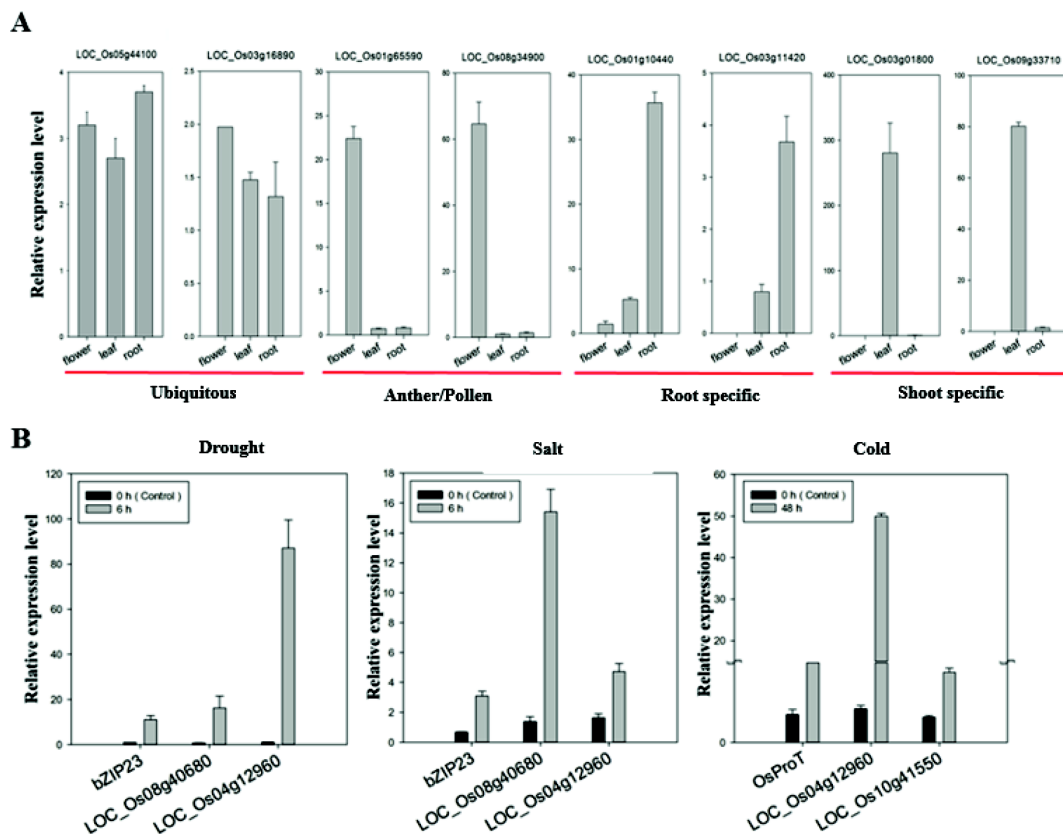 A
LOC_Os05g44100 LOC_Os03g16890 LOC_Os01g65590 LOC_Os08g34900 LOC_Os01g10440 LOC_Os03g11420 LOC_Os03g01800 LOC_Os09g33710
Relative expression level
4 3 2 1 0
2.5 2.0 1.5 1.0 0.5 0.0
30 25 20 15 10 5 0
80 60 40 20 0
40 30 20 10 0
5 4 3 2 1 0
400 300 200 100 0
100 80 60 40 20 0
flower leaf root flower leaf root flower leaf root flower leaf root flower leaf root flower leaf root flower leaf root flower leaf root
Ubiquitous Anther/Pollen Root specific Shoot specific
B
Drought
Relative expression level
120
100
80
60
40
20
0
0 h ( Control )
6 h
bZIP23 LOC_Os08g40680 LOC_Os04g12960
Salt
Relative expression level
18
16
14
12
10
8
6
4
2
0
0 h ( Control )
6 h
bZIP23 LOC_Os08g40680 LOC_Os04g12960
Cold
Relative expression level
60
50
40
30
20
0
0 h ( Control )
48 h
OsProT LOC_Os04g12960 LOC_Os10g41550